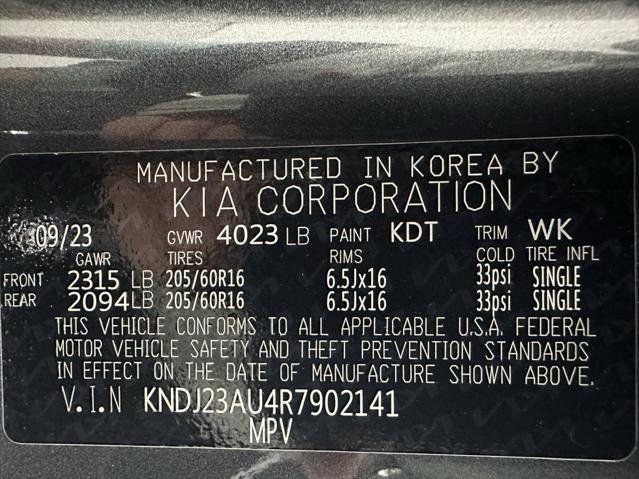 MANUFACTURED IN KOREA BY
KIA CORPORATION
09/23 GVWR 4023 LB PAINT KDT TRIM WK
GAWR TIRES RIMS COLD TIRE INFL
FRONT 2315 LB 205/60R16 6.5Jx16 33psi SINGLE
REAR 2094 LB 205/60R16 6.5Jx16 33psi SINGLE
THIS VEHICLE CONFORMS TO ALL APPLICABLE U.S.A. FEDERAL
MOTOR VEHICLE SAFETY AND THEFT PREVENTION STANDARDS
IN EFFECT ON THE DATE OF MANUFACTURE SHOWN ABOVE.
V.I.N KNDJ23AU4R7902141
MPV